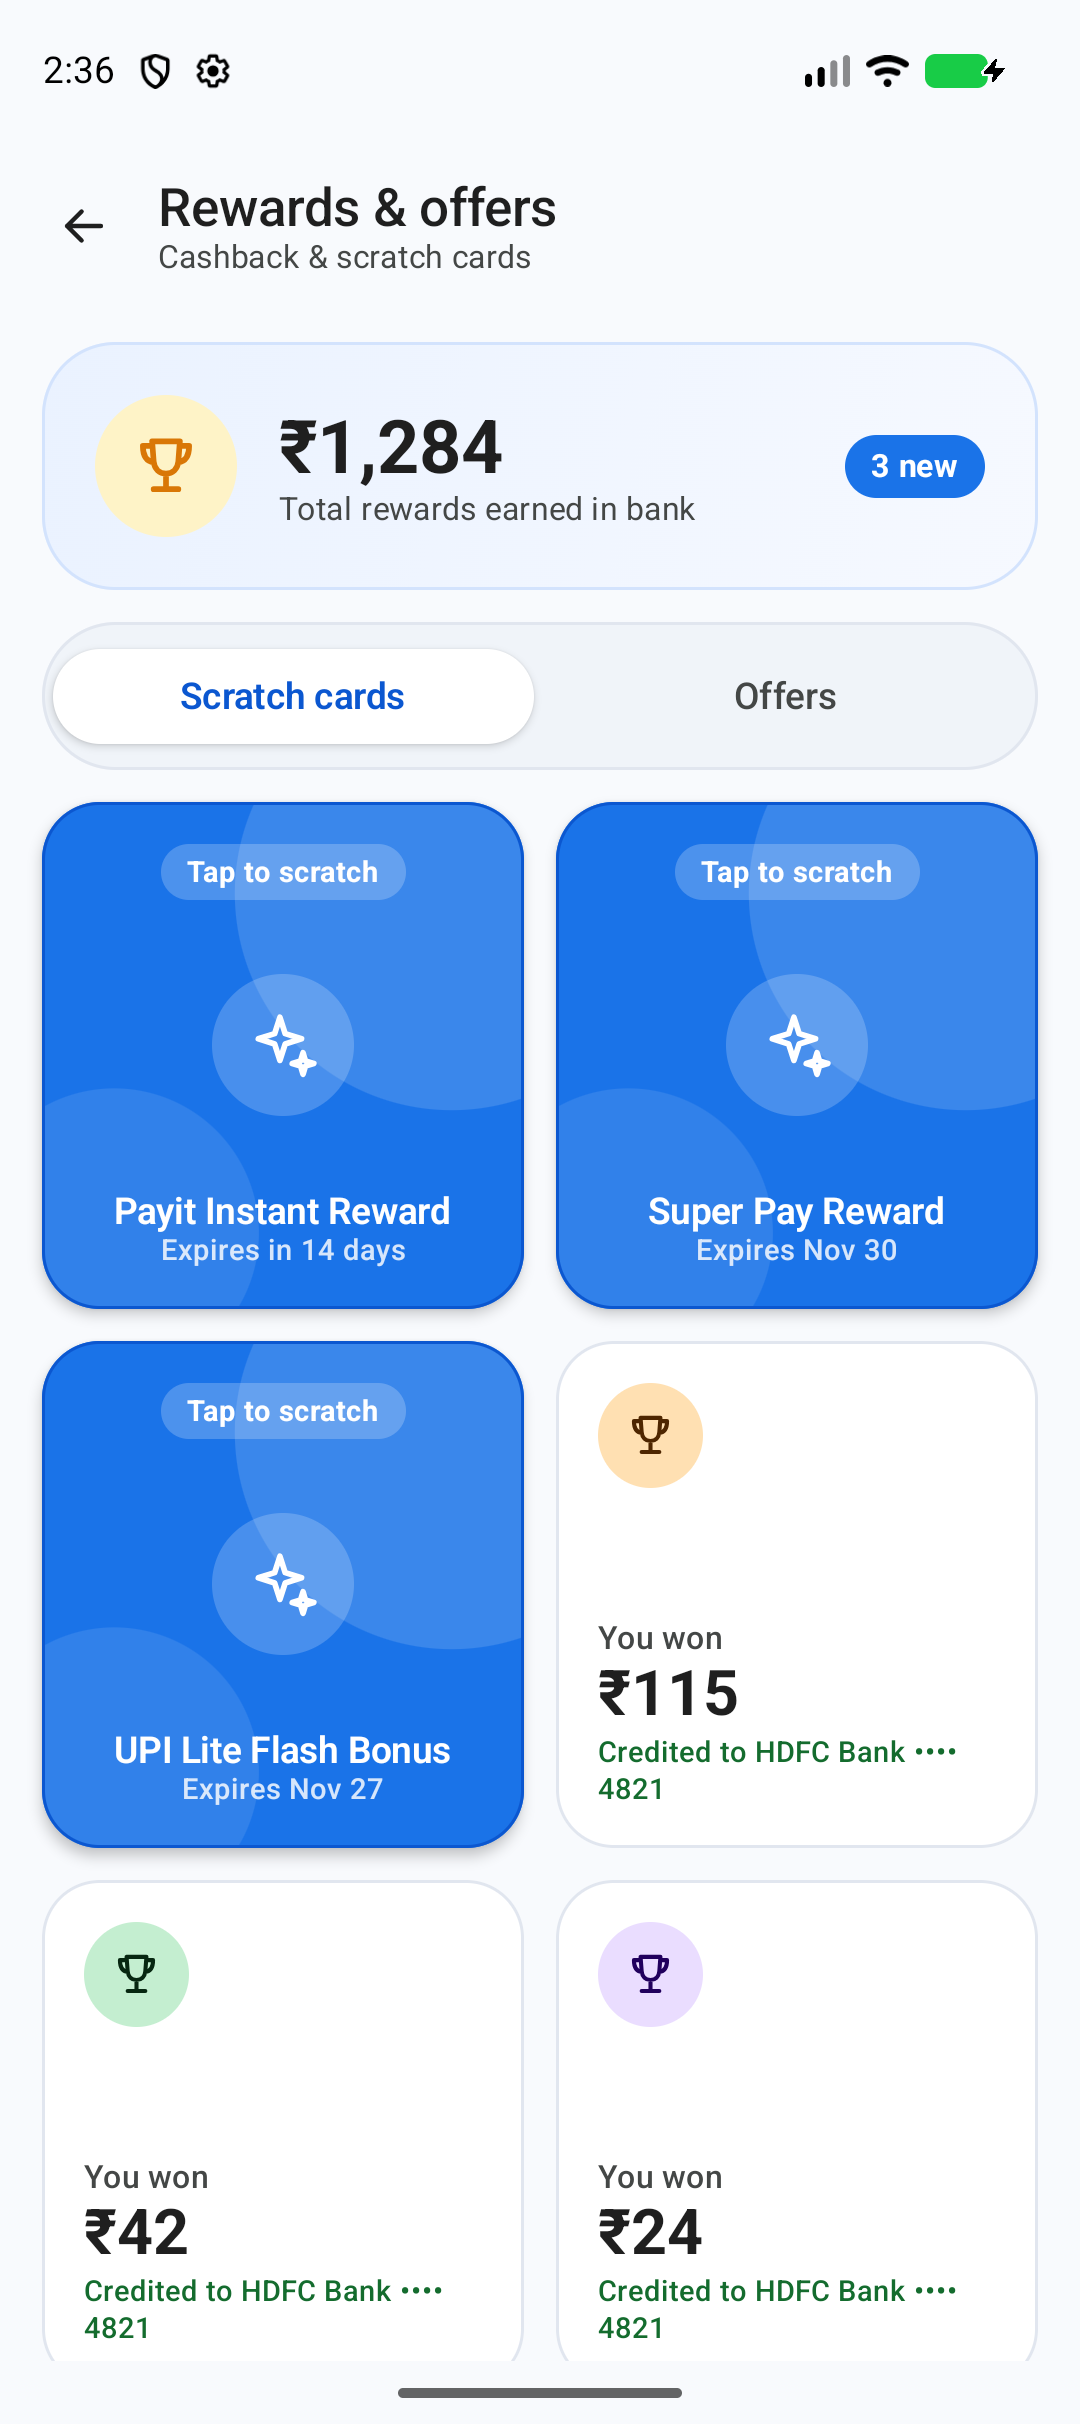 2:36
Rewards & offers
Cashback & scratch cards
₹1,284
Total rewards earned in bank
3 new
Scratch cards
Offers
Tap to scratch
Payit Instant Reward
Expires in 14 days
Tap to scratch
Super Pay Reward
Expires Nov 30
Tap to scratch
UPI Lite Flash Bonus
Expires Nov 27
You won
₹115
Credited to HDFC Bank ••••
4821
You won
₹42
Credited to HDFC Bank ••••
4821
You won
₹24
Credited to HDFC Bank ••••
4821